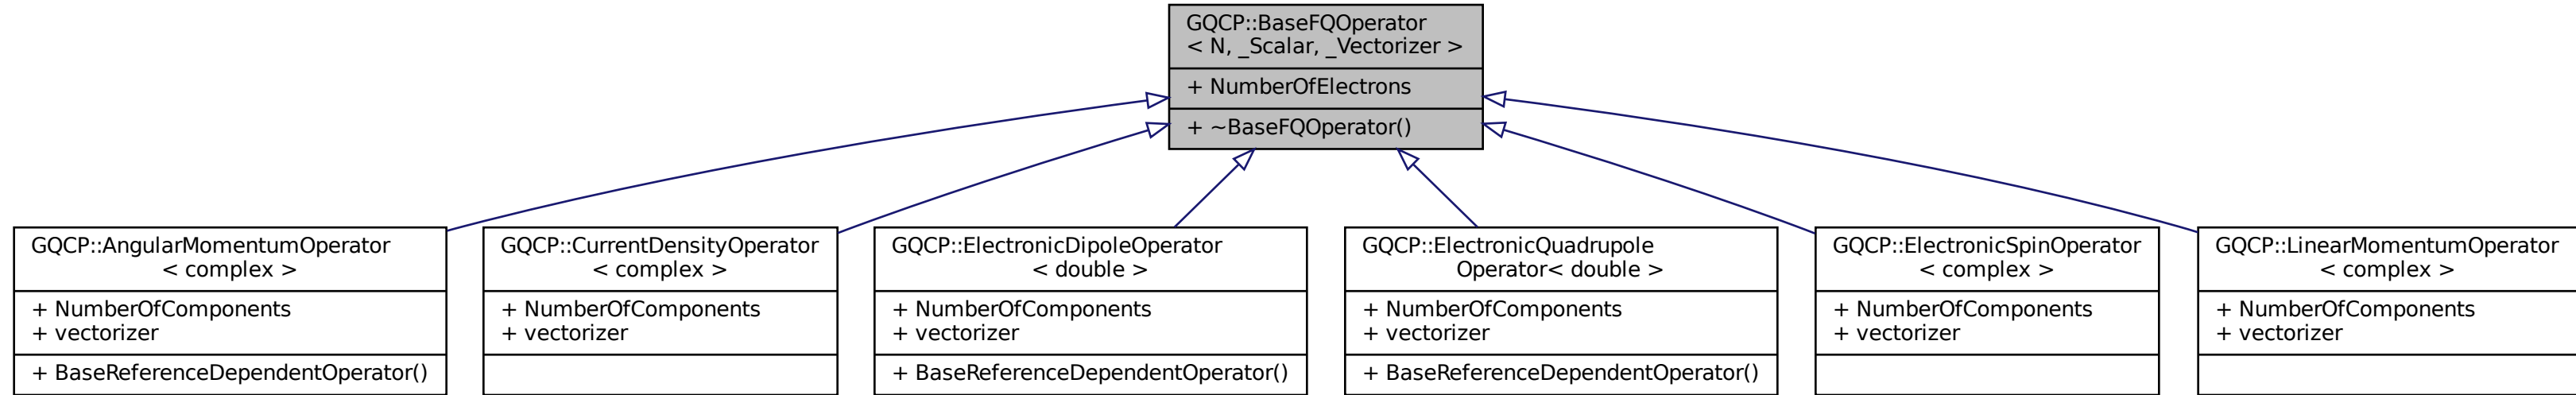 GQCP::BaseFQOperator
< N, _Scalar, _Vectorizer >
+ NumberOfElectrons
+ ~BaseFQOperator()
GQCP::AngularMomentumOperator
< complex >
+ NumberOfComponents
+ vectorizer
+ BaseReferenceDependentOperator()
GQCP::CurrentDensityOperator
< complex >
+ NumberOfComponents
+ vectorizer
GQCP::ElectronicDipoleOperator
< double >
+ NumberOfComponents
+ vectorizer
+ BaseReferenceDependentOperator()
GQCP::ElectronicQuadrupole
Operator< double >
+ NumberOfComponents
+ vectorizer
+ BaseReferenceDependentOperator()
GQCP::ElectronicSpinOperator
< complex >
+ NumberOfComponents
+ vectorizer
GQCP::LinearMomentumOperator
< complex >
+ NumberOfComponents
+ vectorizer